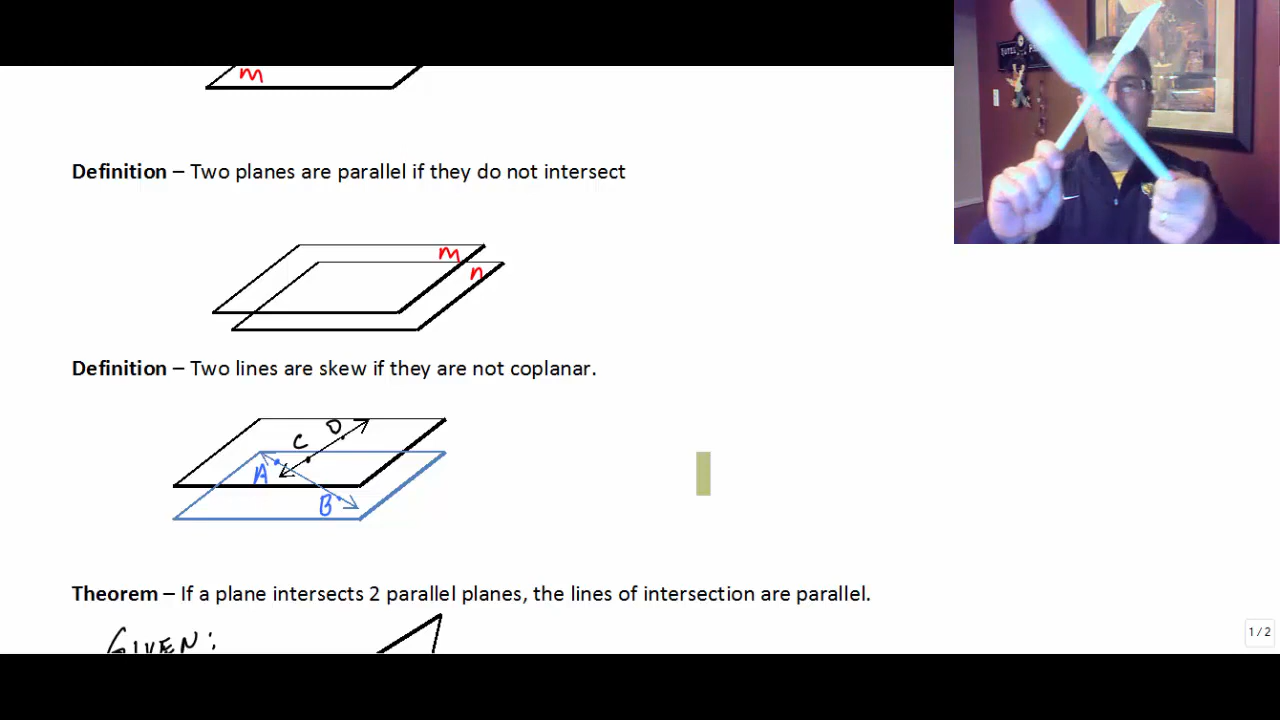 m
Definition – Two planes are parallel if they do not intersect
m
n
Definition – Two lines are skew if they are not coplanar.
C D
A
B
Theorem – If a plane intersects 2 parallel planes, the lines of intersection are parallel.
GIVEN:
1 / 2